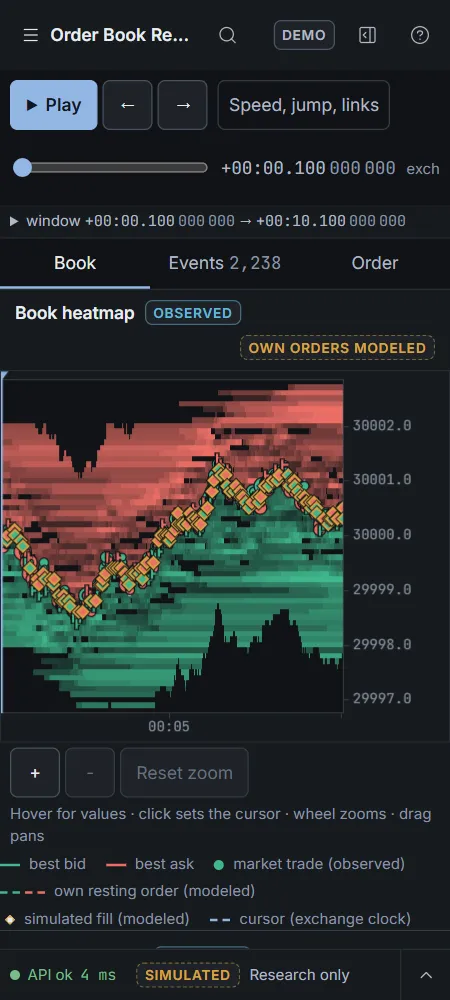 Order Book Re...
DEMO
Play ← → Speed, jump, links
+00:00.100 000 000 exch
window +00:00.100 000 000 → +00:10.100 000 000
Book Events 2,238 Order
Book heatmap OBSERVED
OWN ORDERS MODELED
30002.0
30001.0
30000.0
29999.0
29998.0
29997.0
00:05
+ - Reset zoom
Hover for values · click sets the cursor · wheel zooms · drag
pans
best bid best ask market trade (observed)
own resting order (modeled)
simulated fill (modeled) cursor (exchange clock)
API ok 4 ms SIMULATED Research only